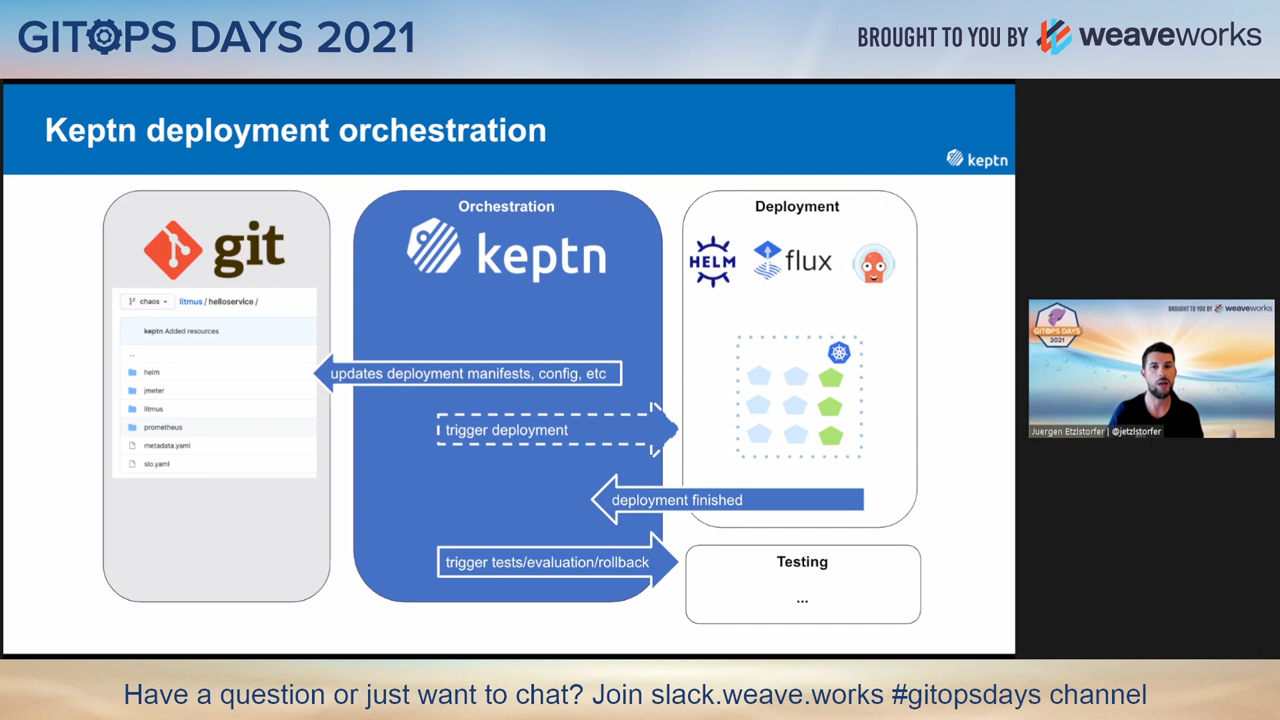 GITOPS DAYS 2021
BROUGHT TO YOU BY weaveworks
Keptn deployment orchestration
keptn
git
chaos
litmus / helloservice /
keptn Added resources
..
helm
jmeter
litmus
prometheus
metadata.yaml
slo.yaml
Orchestration
keptn
updates deployment manifests, config, etc
trigger deployment
deployment finished
trigger tests/evaluation/rollback
Deployment
HELM
flux
Testing
...
BROUGHT TO YOU BY weaveworks
GITOPS DAYS
2021
Juergen Etzlstorfer | @jetzlstorfer
Have a question or just want to chat? Join slack.weave.works #gitopsdays channel